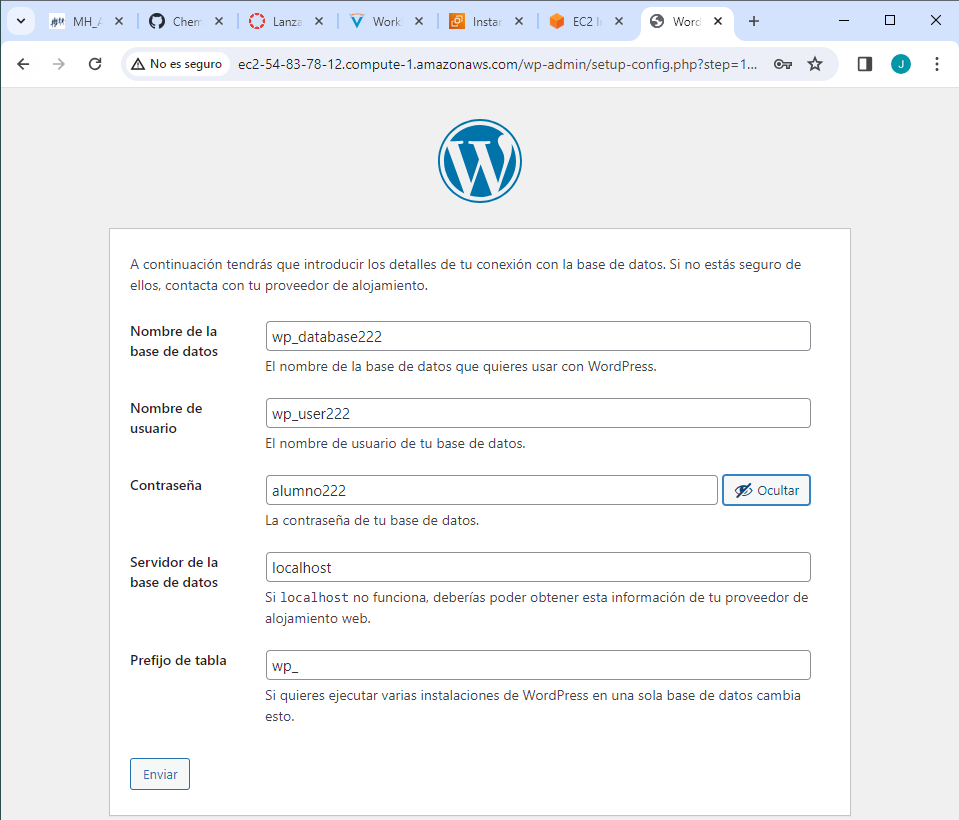 MH_A
Chem
Lanza
Work
Instan
EC2 In
Word
No es seguro
ec2-54-83-78-12.compute-1.amazonaws.com/wp-admin/setup-config.php?step=1...
J
A continuación tendrás que introducir los detalles de tu conexión con la base de datos. Si no estás seguro de
ellos, contacta con tu proveedor de alojamiento.
Nombre de la
base de datos
wp_database222
El nombre de la base de datos que quieres usar con WordPress.
Nombre de
usuario
wp_user222
El nombre de usuario de tu base de datos.
Contraseña
alumno222
Ocultar
La contraseña de tu base de datos.
Servidor de la
base de datos
localhost
Si localhost no funciona, deberías poder obtener esta información de tu proveedor de
alojamiento web.
Prefijo de tabla
wp_
Si quieres ejecutar varias instalaciones de WordPress en una sola base de datos cambia
esto.
Enviar